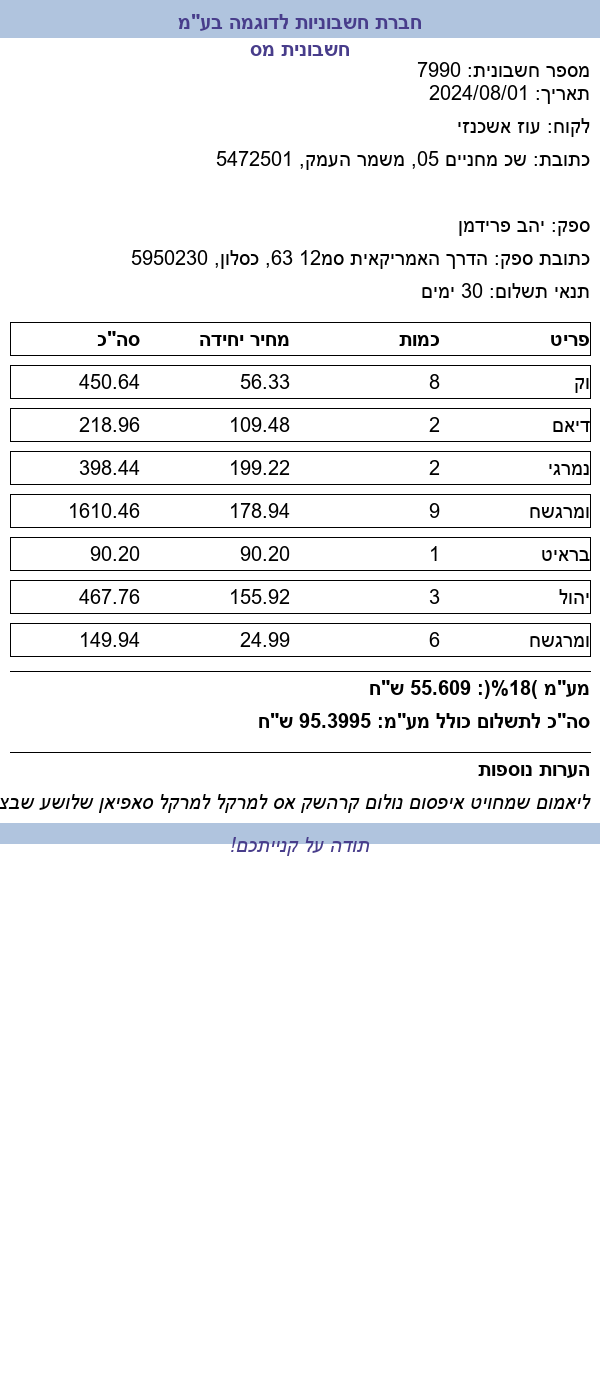 חברת חשבוניות לדוגמה בע"מ
חשבונית מס
מספר חשבונית: 7990
תאריך: 2024/08/01
לקוח: עוז אשכנזי
כתובת: שכ מחניים 05, משמר העמק, 5472501
ספק: יהב פרידמן
כתובת ספק: הדרך האמריקאית סמ12 63, כסלון, 5950230
תנאי תשלום: 30 ימים
פריט כמות מחיר יחידה סה"כ
וק 8 56.33 450.64
דיאם 2 109.48 218.96
נמרגי 2 199.22 398.44
ומרגשח 9 178.94 1610.46
בראיט 1 90.20 90.20
יהול 3 155.92 467.76
ומרגשח 6 24.99 149.94
מע"מ )18%(: 55.609 ש"ח
סה"כ לתשלום כולל מע"מ: 95.3995 ש"ח
הערות נוספות
ליאמום שמחויט איפסום נולום קרהשק אס למרקל למרקל סאפיאן שלושע שבצ
תודה על קנייתכם!